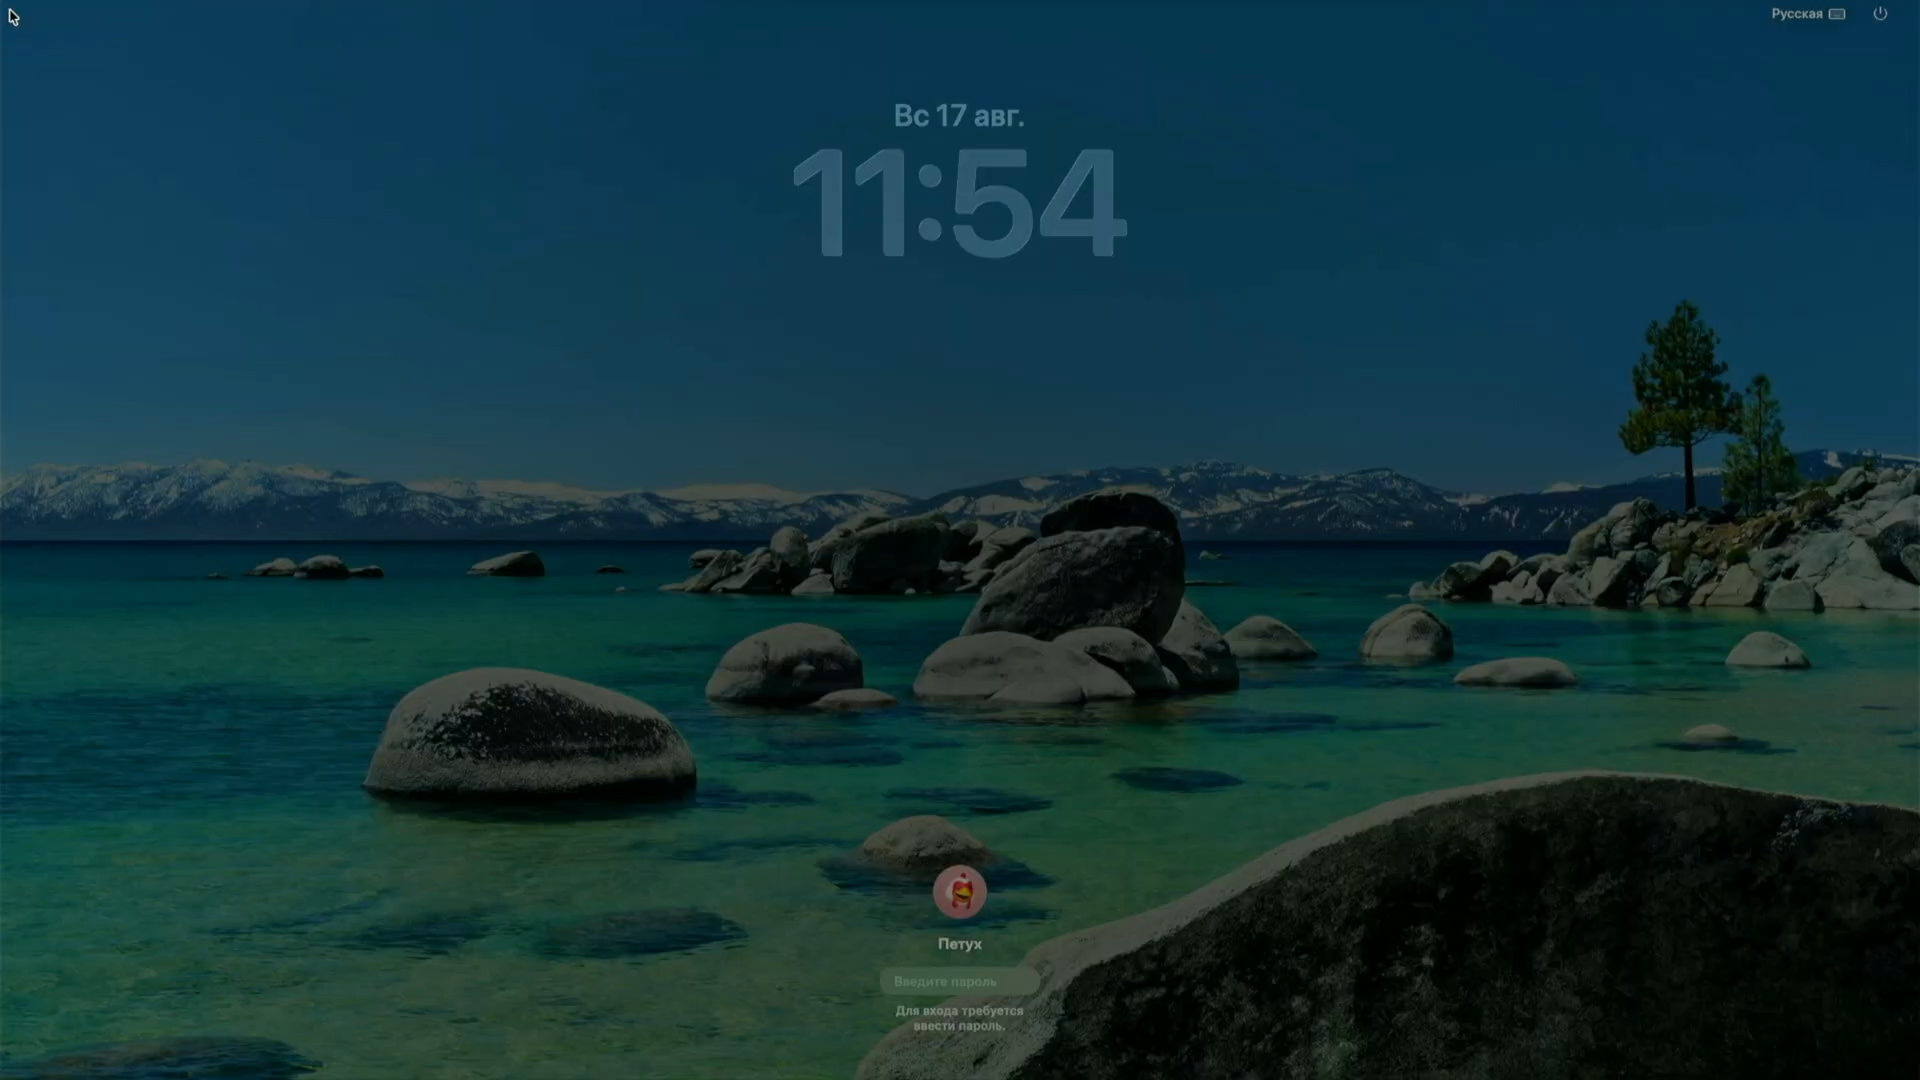 Русская
Вс 17 авг.
11:54
Петух
Введите пароль
Для входа требуется
ввести пароль.